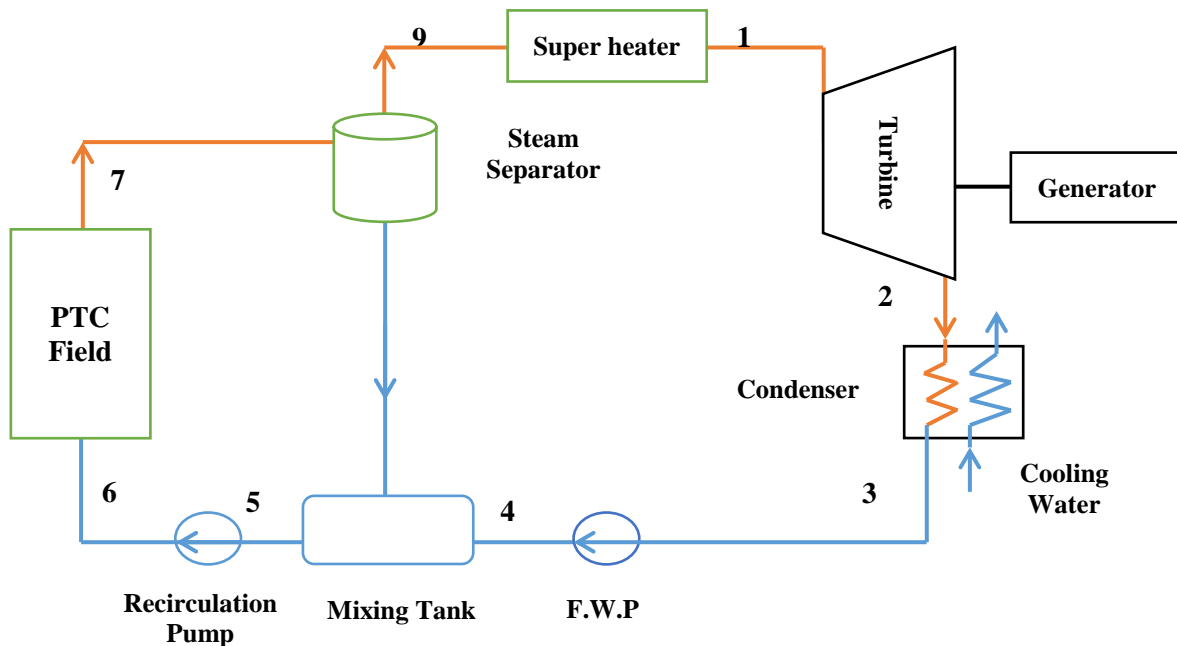 9
Super heater
1
Steam
Separator
Turbine
Generator
7
PTC
Field
2
Condenser
Cooling
Water
6
5
4
3
Recirculation
Pump
Mixing Tank
F.W.P